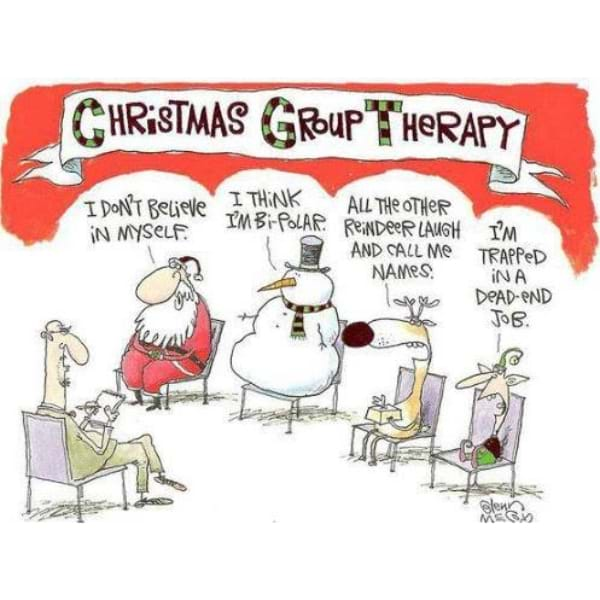 CHRISTMAS GROUP THERAPY
I DON'T BELIEVE
IN MYSELF.
I THINK
I'M Bi-POLAR.
ALL THE OTHER
REINDEER LAUGH
AND CALL ME
NAMES.
I'M
TRAPPED
IN A
DEAD-END
JOB.
Glenn